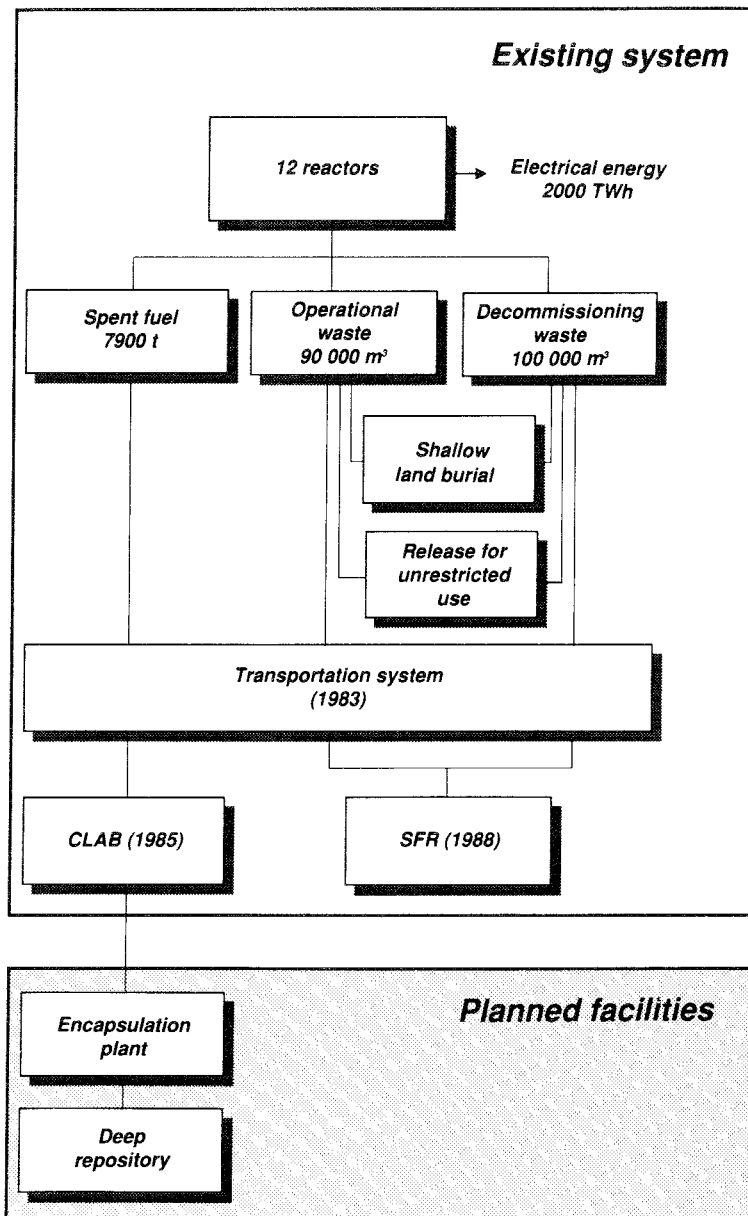 Existing system
12 reactors
Electrical energy
2000 TWh
Spent fuel
7900 t
Operational
waste
90 000 m³
Decommissioning
waste
100 000 m³
Shallow
land burial
Release for
unrestricted
use
Transportation system
(1983)
CLAB (1985)
SFR (1988)
Planned facilities
Encapsulation
plant
Deep
repository